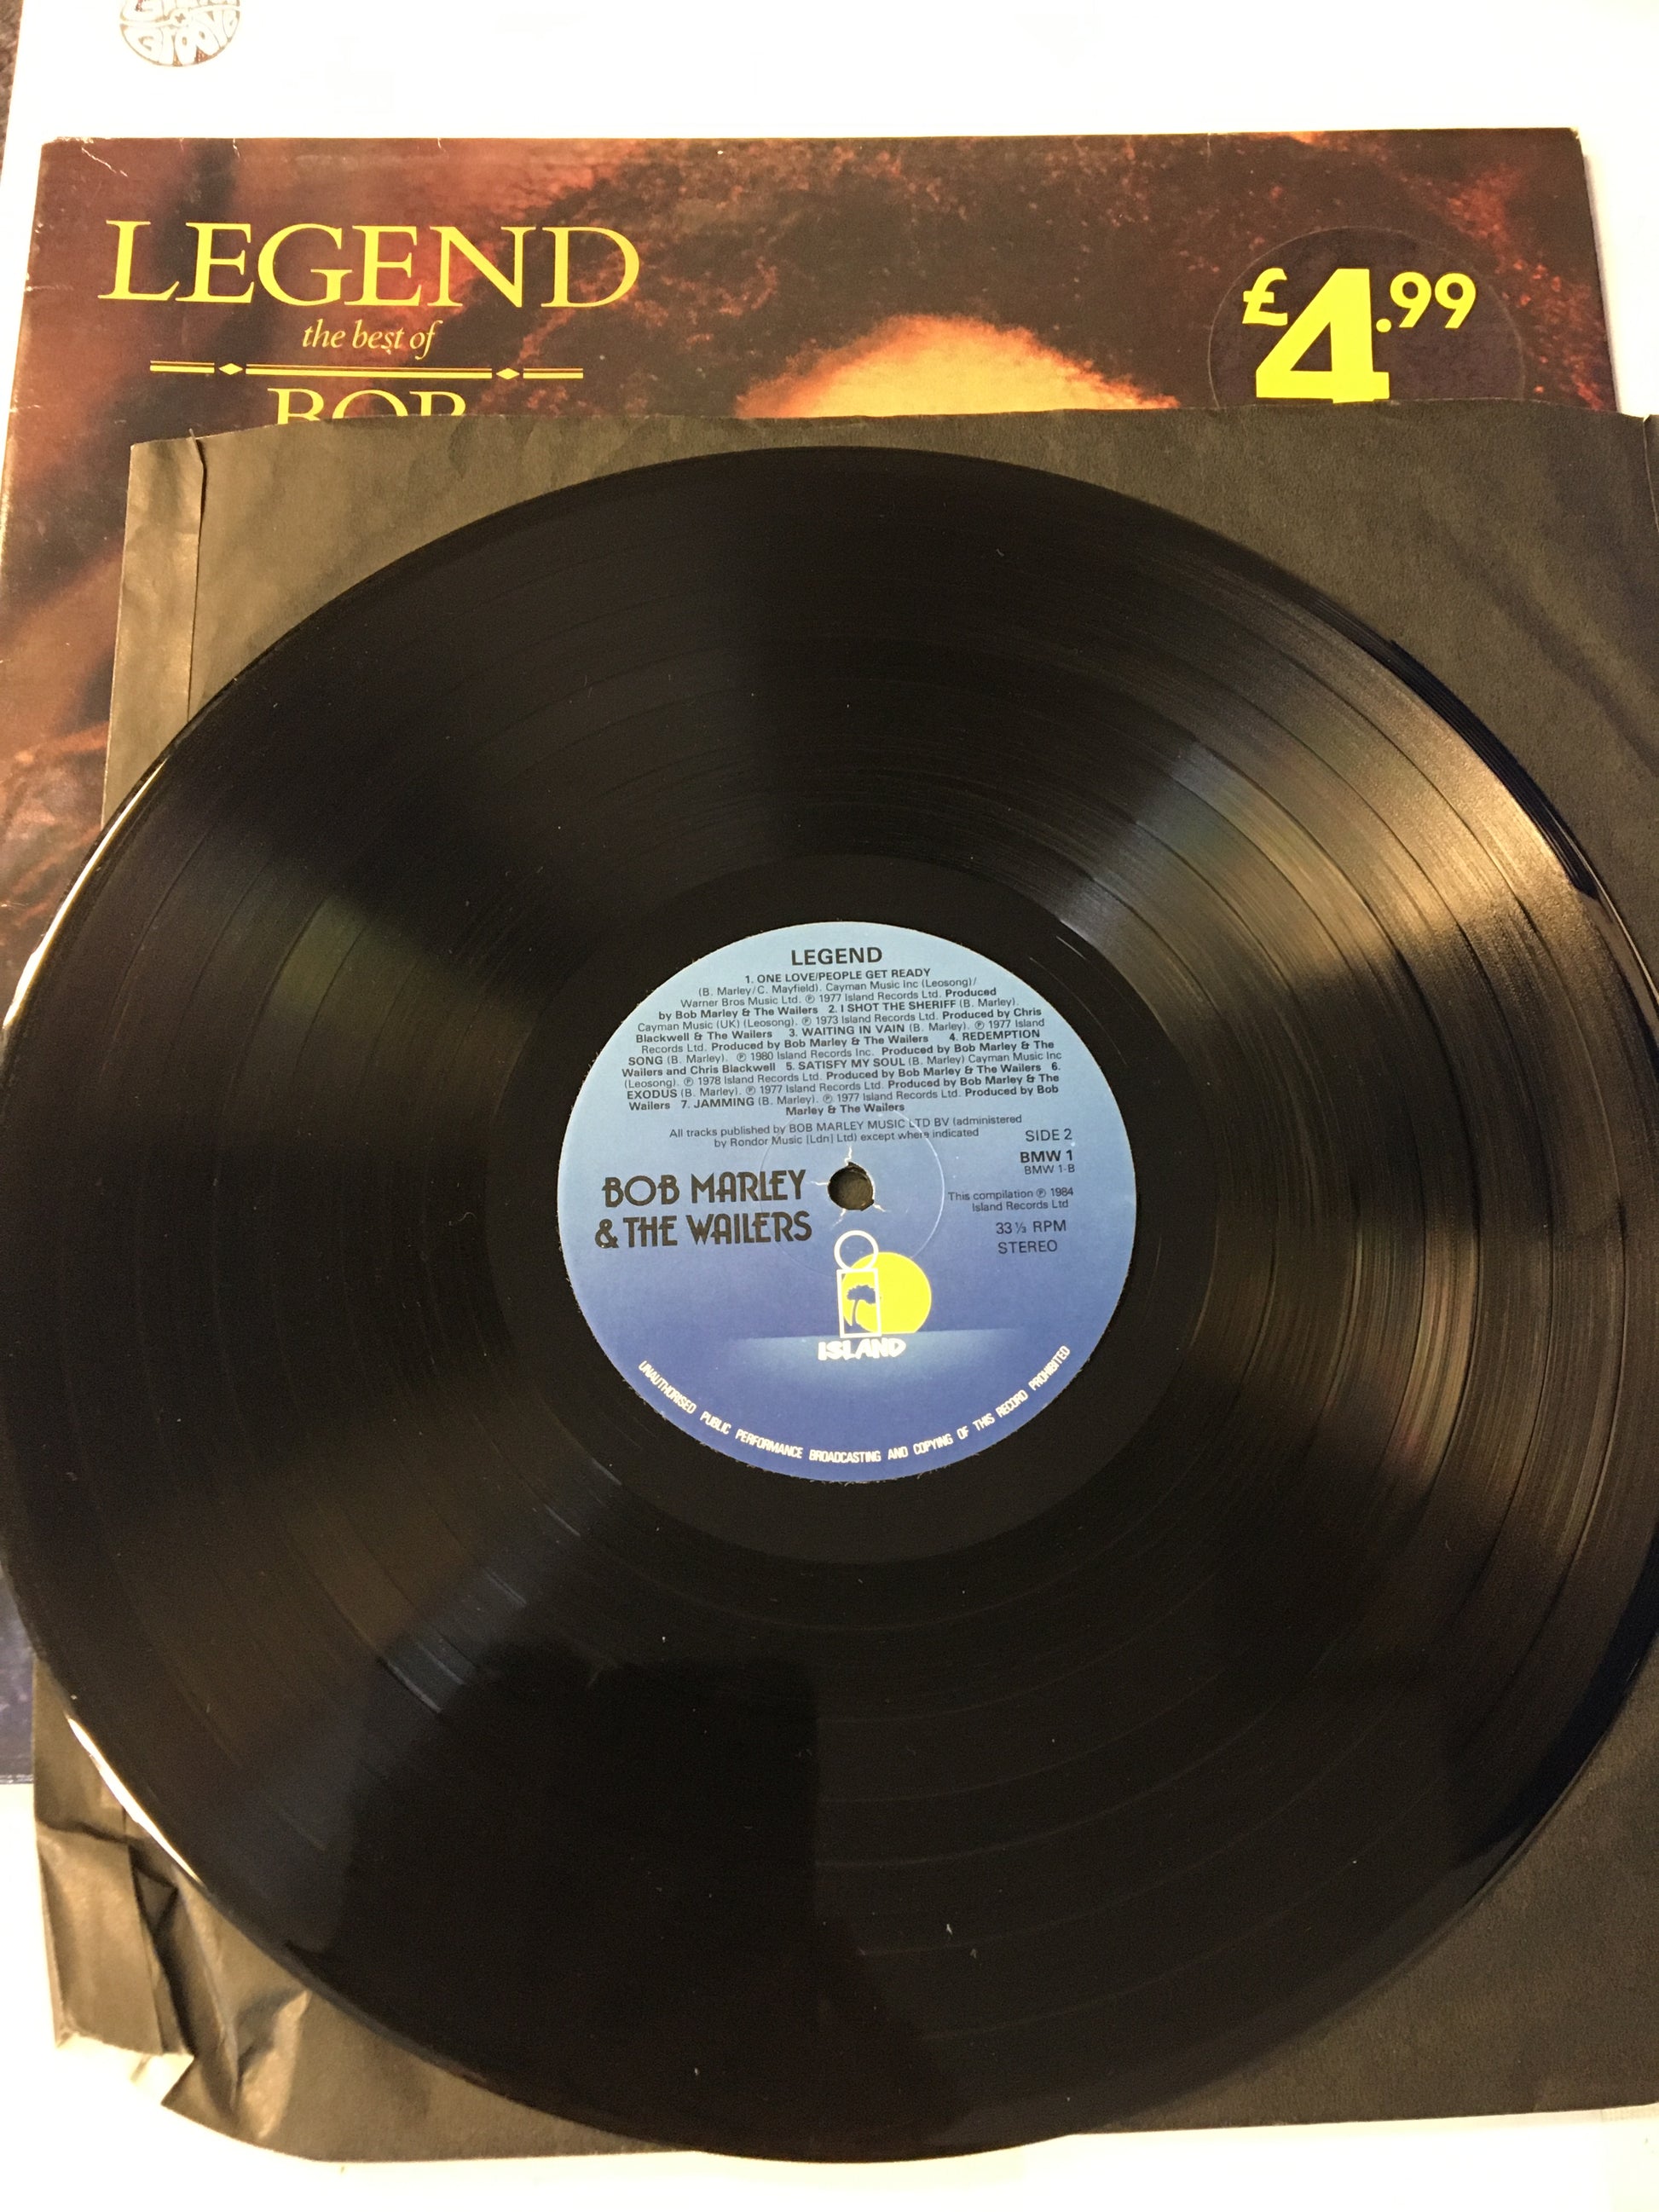 Groove
LEGEND
the best of
BOB
£4.99
LEGEND
1. ONE LOVE/PEOPLE GET READY
(B. Marley/C. Mayfield). Cayman Music Inc (Leosong)/
Warner Bros Music Ltd. ℗ 1977 Island Records Ltd. Produced
by Bob Marley & The Wailers 2. I SHOT THE SHERIFF (B. Marley).
Cayman Music (UK) (Leosong). ℗ 1973 Island Records Ltd. Produced by Chris
Blackwell & The Wailers 3. WAITING IN VAIN (B. Marley). ℗ 1977 Island
Records Ltd. Produced by Bob Marley & The Wailers 4. REDEMPTION
SONG (B. Marley). ℗ 1980 Island Records Inc. Produced by Bob Marley & The
Wailers and Chris Blackwell 5. SATISFY MY SOUL (B. Marley) Cayman Music Inc
(Leosong). ℗ 1978 Island Records Ltd. Produced by Bob Marley & The Wailers 6.
EXODUS (B. Marley). ℗ 1977 Island Records Ltd. Produced by Bob Marley & The
Wailers 7. JAMMING (B. Marley). ℗ 1977 Island Records Ltd. Produced by Bob
Marley & The Wailers
All tracks published by BOB MARLEY MUSIC LTD BV (administered
by Rondor Music [Ldn] Ltd) except where indicated
SIDE 2
BMW 1
BMW 1-B
BOB MARLEY
& THE WAILERS
This compilation ℗ 1984
Island Records Ltd
33⅓ RPM
STEREO
ISLAND
UNAUTHORISED PUBLIC PERFORMANCE BROADCASTING AND COPYING OF THIS RECORD PROHIBITED